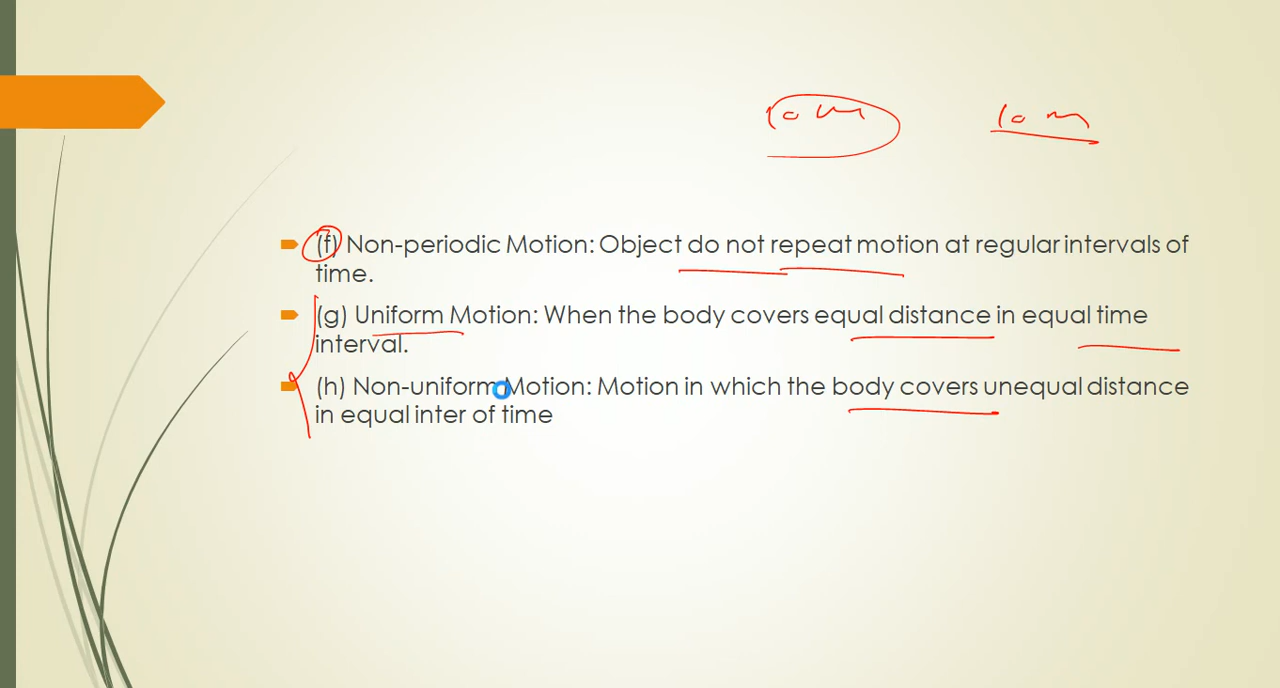 10 m 10 m
(f) Non-periodic Motion: Object do not repeat motion at regular intervals of
time.
(g) Uniform Motion: When the body covers equal distance in equal time
interval.
(h) Non-uniform Motion: Motion in which the body covers unequal distance
in equal inter of time